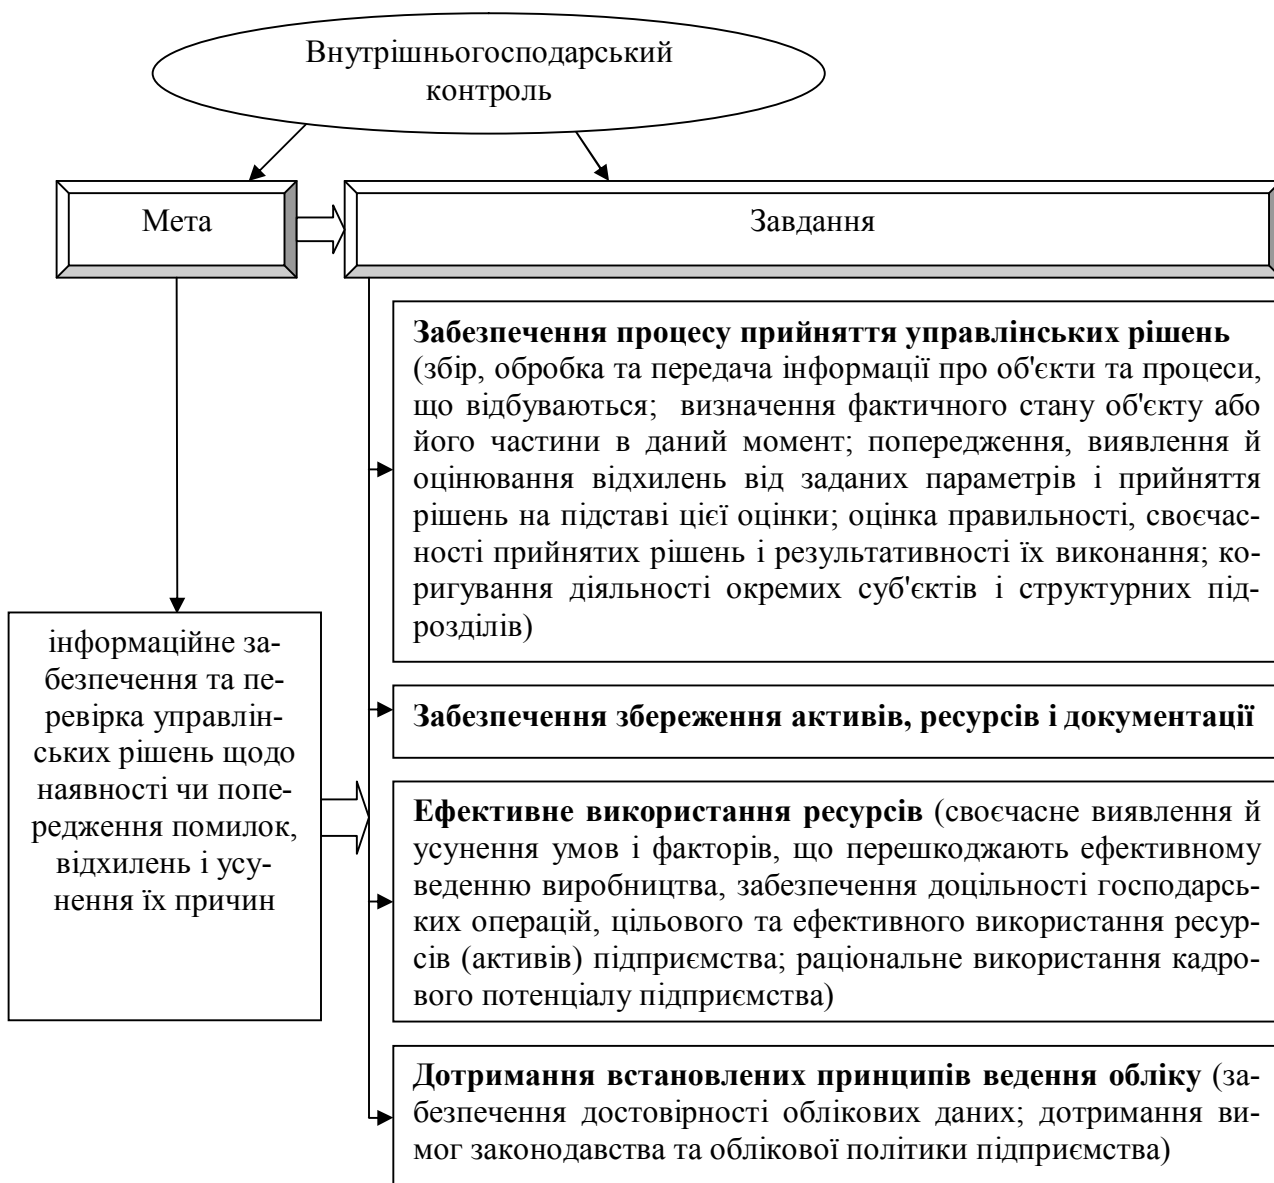 Внутрішньогосподарський
контроль
Мета
Завдання
Забезпечення процесу прийняття управлінських рішень
(збір, обробка та передача інформації про об'єкти та процеси,
що відбуваються; визначення фактичного стану об'єкту або
його частини в даний момент; попередження, виявлення й
оцінювання відхилень від заданих параметрів і прийняття
рішень на підставі цієї оцінки; оцінка правильності, своєчас-
ності прийнятих рішень і результативності їх виконання; ко-
ригування діяльності окремих суб'єктів і структурних під-
розділів)
інформаційне за-
безпечення та пе-
ревірка управлін-
ських рішень щодо
наявності чи попе-
редження помилок,
відхилень і усу-
нення їх причин
Забезпечення збереження активів, ресурсів і документації
Ефективне використання ресурсів (своєчасне виявлення й
усунення умов і факторів, що перешкоджають ефективному
веденню виробництва, забезпечення доцільності господарсь-
ких операцій, цільового та ефективного використання ресур-
сів (активів) підприємства; раціональне використання кадро-
вого потенціалу підприємства)
Дотримання встановлених принципів ведення обліку (за-
безпечення достовірності облікових даних; дотримання ви-
мог законодавства та облікової політики підприємства)